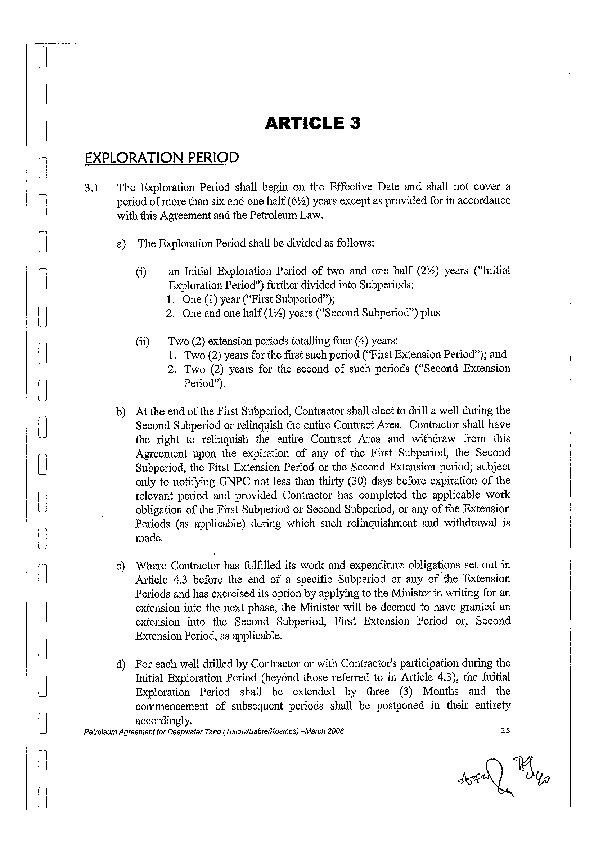 ARTICLE 3
EXPLORATION PERIOD
3.1 The Exploration Period shall begin on the Effective Date and shall not cover a
period of more than six and one half (6½) years except as provided for in accordance
with this Agreement and the Petroleum Law.
a) The Exploration Period shall be divided as follows:
(i) an Initial Exploration Period of two and one half (2½) years ("Initial
Exploration Period") further divided into Subperiods:
1. One (1) year ("First Subperiod");
2. One and one half (1½) years ("Second Subperiod") plus
(ii) Two (2) extension periods totalling four (4) years:
1. Two (2) years for the first such period ("First Extension Period"); and
2. Two (2) years for the second of such periods ("Second Extension
Period").
b) At the end of the First Subperiod, Contractor shall elect to drill a well during the
Second Subperiod or relinquish the entire Contract Area. Contractor shall have
the right to relinquish the entire Contract Area and withdraw from this
Agreement upon the expiration of any of the First Subperiod, the Second
Subperiod, the First Extension Period or the Second Extension period; subject
only to notifying GNPC not less than thirty (30) days before expiration of the
relevant period and provided Contractor has completed the applicable work
obligation of the First Subperiod or Second Subperiod, or any of the Extension
Periods (as applicable) during which such relinquishment and withdrawal is
made.
c) Where Contractor has fulfilled its work and expenditure obligations set out in
Article 4.3 before the end of a specific Subperiod or any of the Extension
Periods and has exercised its option by applying to the Minister in writing for an
extension into the next phase, the Minister will be deemed to have granted an
extension into the Second Subperiod, First Extension Period or, Second
Extension Period, as applicable.
d) For each well drilled by Contractor or with Contractor's participation during the
Initial Exploration Period (beyond those referred to in Article 4.3), the Initial
Exploration Period shall be extended by three (3) Months and the
commencement of subsequent periods shall be postponed in their entirety
accordingly.
Petroleum Agreement for Deepwater Tano (Tullow/Sabre/Kosmos) –March 2006 25